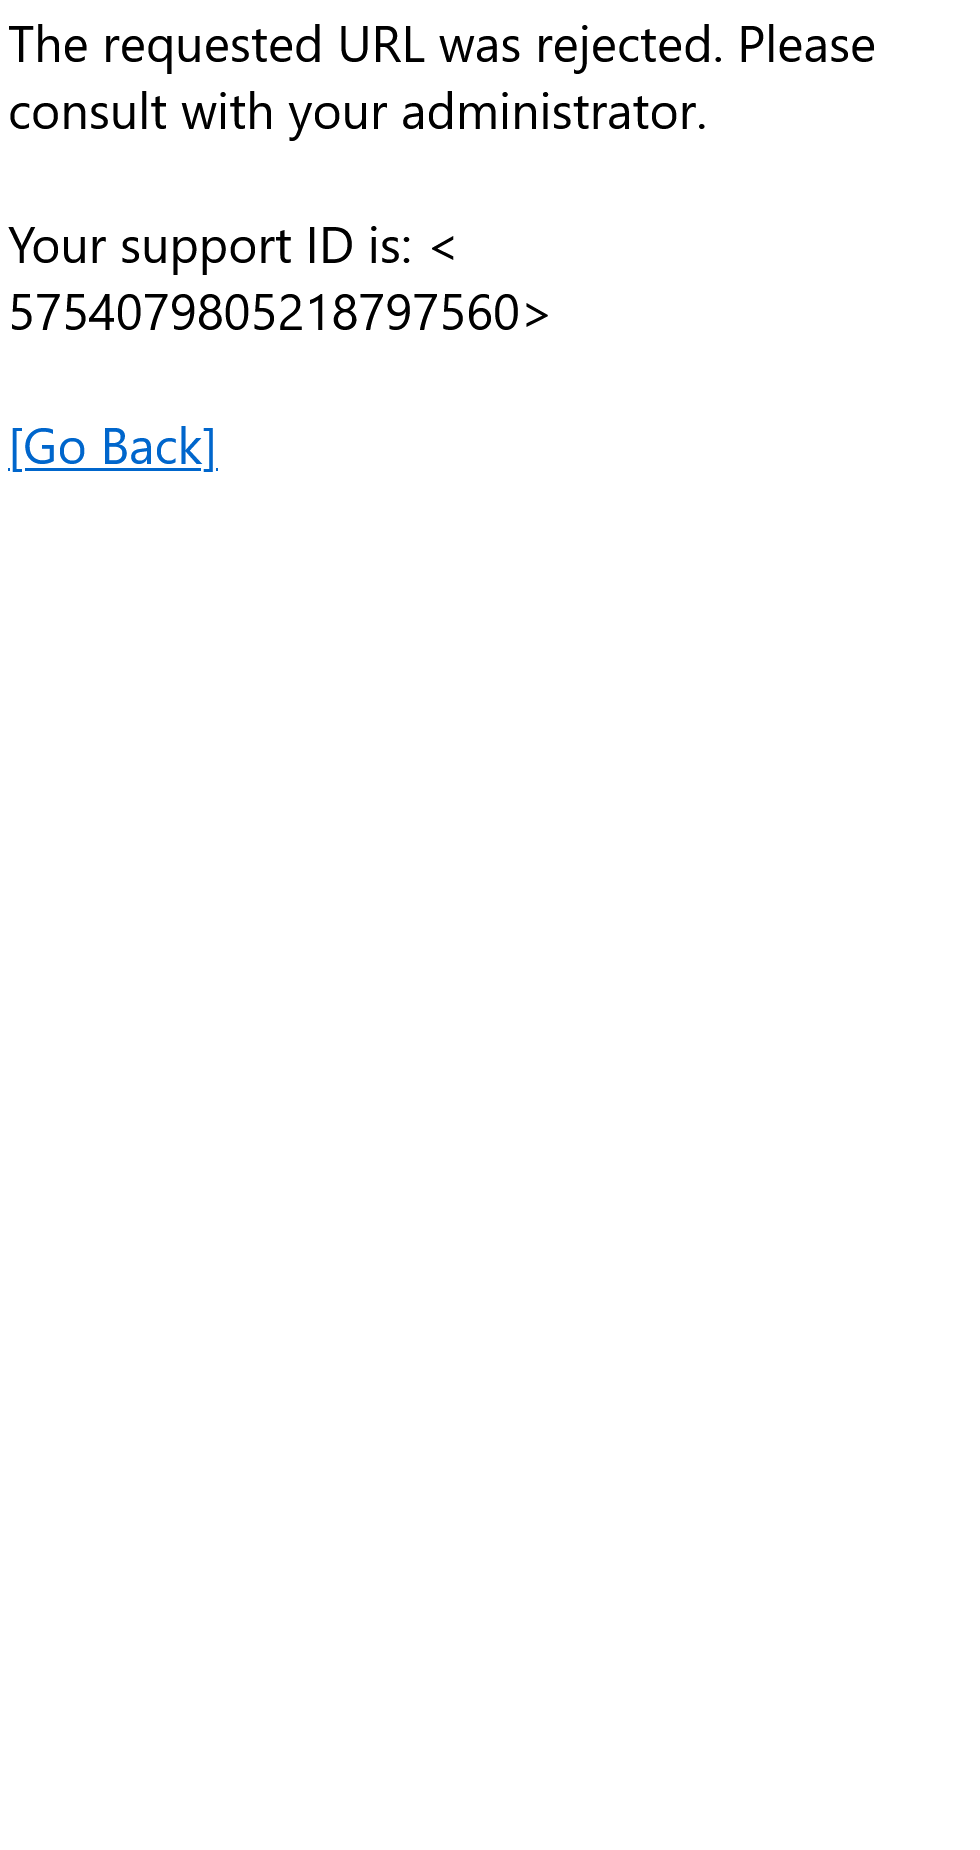 The requested URL was rejected. Please
consult with your administrator.
Your support ID is: <
5754079805218797560>
[Go Back]